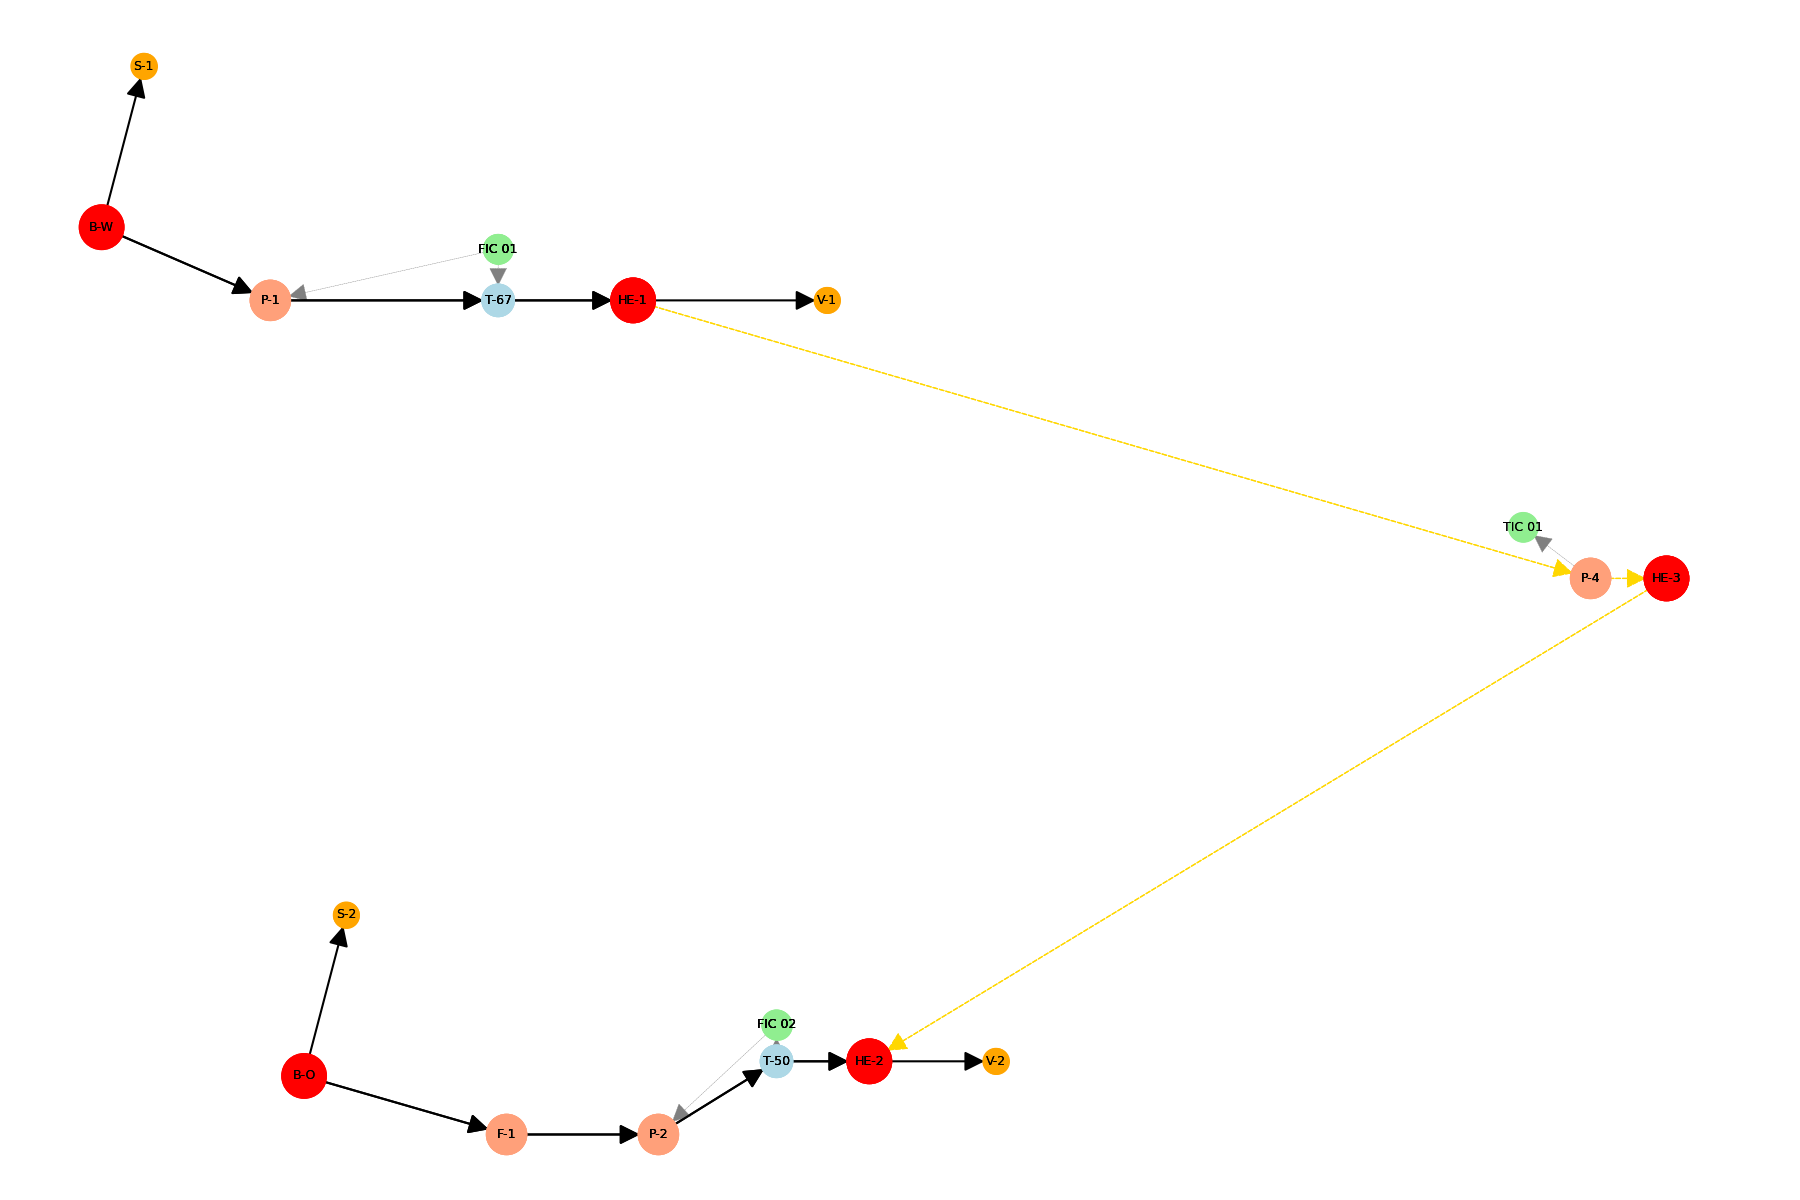 S-1
B-W
FIC 01
P-1
T-67
HE-1
V-1
TIC 01
P-4
HE-3
S-2
FIC 02
B-O
T-50
HE-2
V-2
F-1
P-2